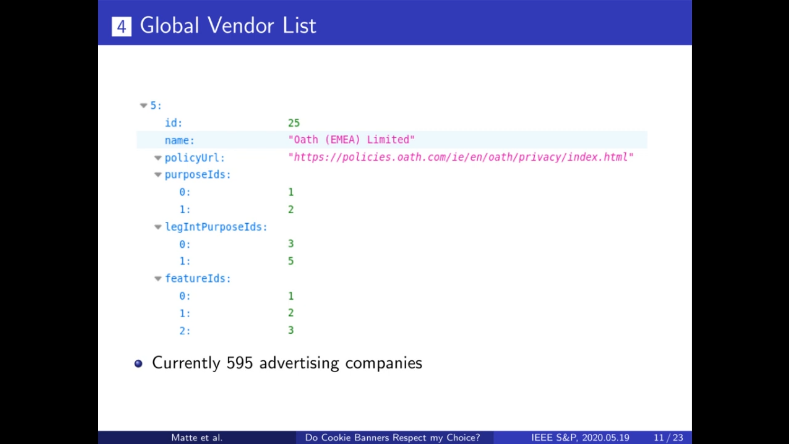 4 Global Vendor List
5:
id: 25
name: "Oath (EMEA) Limited"
policyUrl: "https://policies.oath.com/ie/en/oath/privacy/index.html"
purposeIds:
0: 1
1: 2
legIntPurposeIds:
0: 3
1: 5
featureIds:
0: 1
1: 2
2: 3
Currently 595 advertising companies
Matte et al. Do Cookie Banners Respect my Choice? IEEE S&P, 2020.05.19 11 / 23